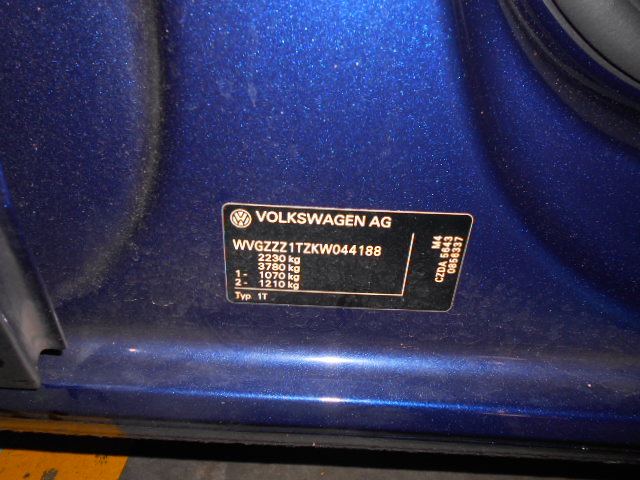 VOLKSWAGEN AG
WVGZZZ1TZKW044188
2230 kg
3780 kg
1- 1070 kg
2- 1210 kg
Typ 1T
M4
CZDA 5643
0856337